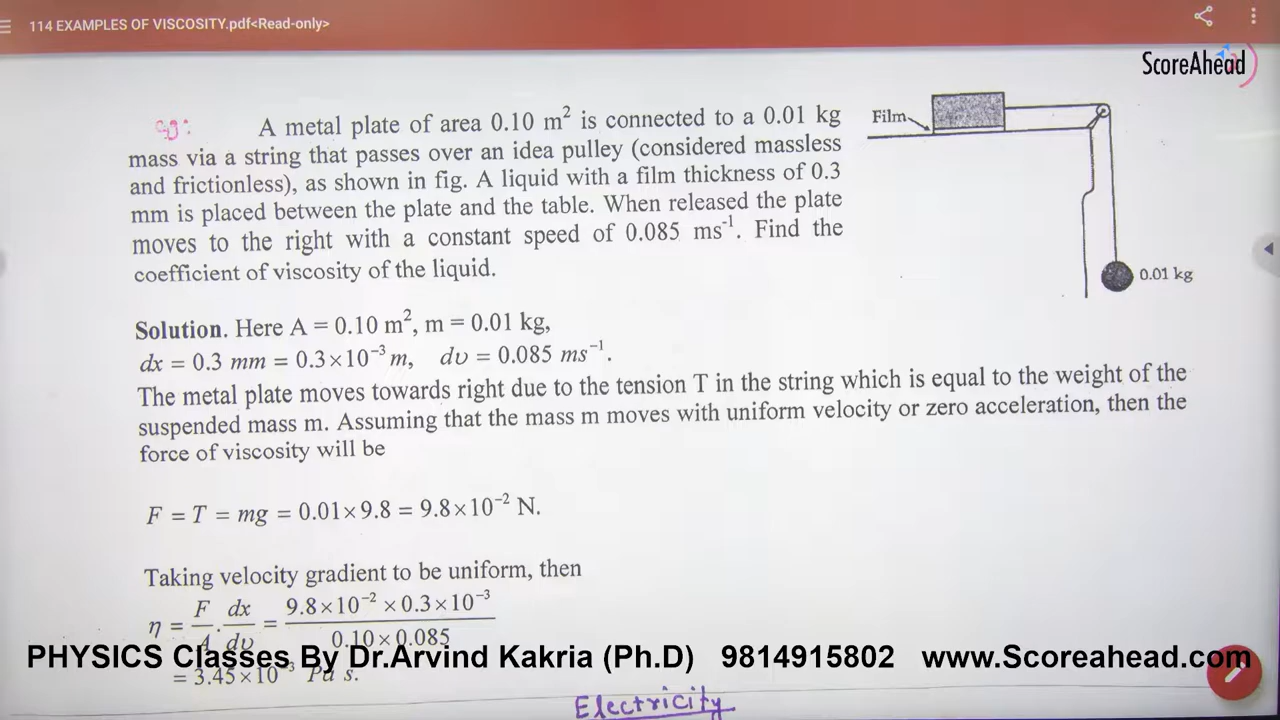 114 EXAMPLES OF VISCOSITY.pdf<Read-only>
ScoreAhead
A metal plate of area 0.10 m² is connected to a 0.01 kg
mass via a string that passes over an idea pulley (considered massless
and frictionless), as shown in fig. A liquid with a film thickness of 0.3
mm is placed between the plate and the table. When released the plate
moves to the right with a constant speed of 0.085 ms⁻¹. Find the
coefficient of viscosity of the liquid.
Film
0.01 kg
Solution. Here A = 0.10 m², m = 0.01 kg,
dx = 0.3 mm = 0.3×10⁻³ m, dυ = 0.085 ms⁻¹.
The metal plate moves towards right due to the tension T in the string which is equal to the weight of the
suspended mass m. Assuming that the mass m moves with uniform velocity or zero acceleration, then the
force of viscosity will be
F = T = mg = 0.01×9.8 = 9.8×10⁻² N.
Taking velocity gradient to be uniform, then
η = F/A · dx/dυ = 9.8×10⁻² ×0.3×10⁻³ / 0.10×0.085
= 3.45×10⁻³ Pa s.
PHYSICS Classes By Dr.Arvind Kakria (Ph.D) 9814915802 www.Scoreahead.com
Electricity